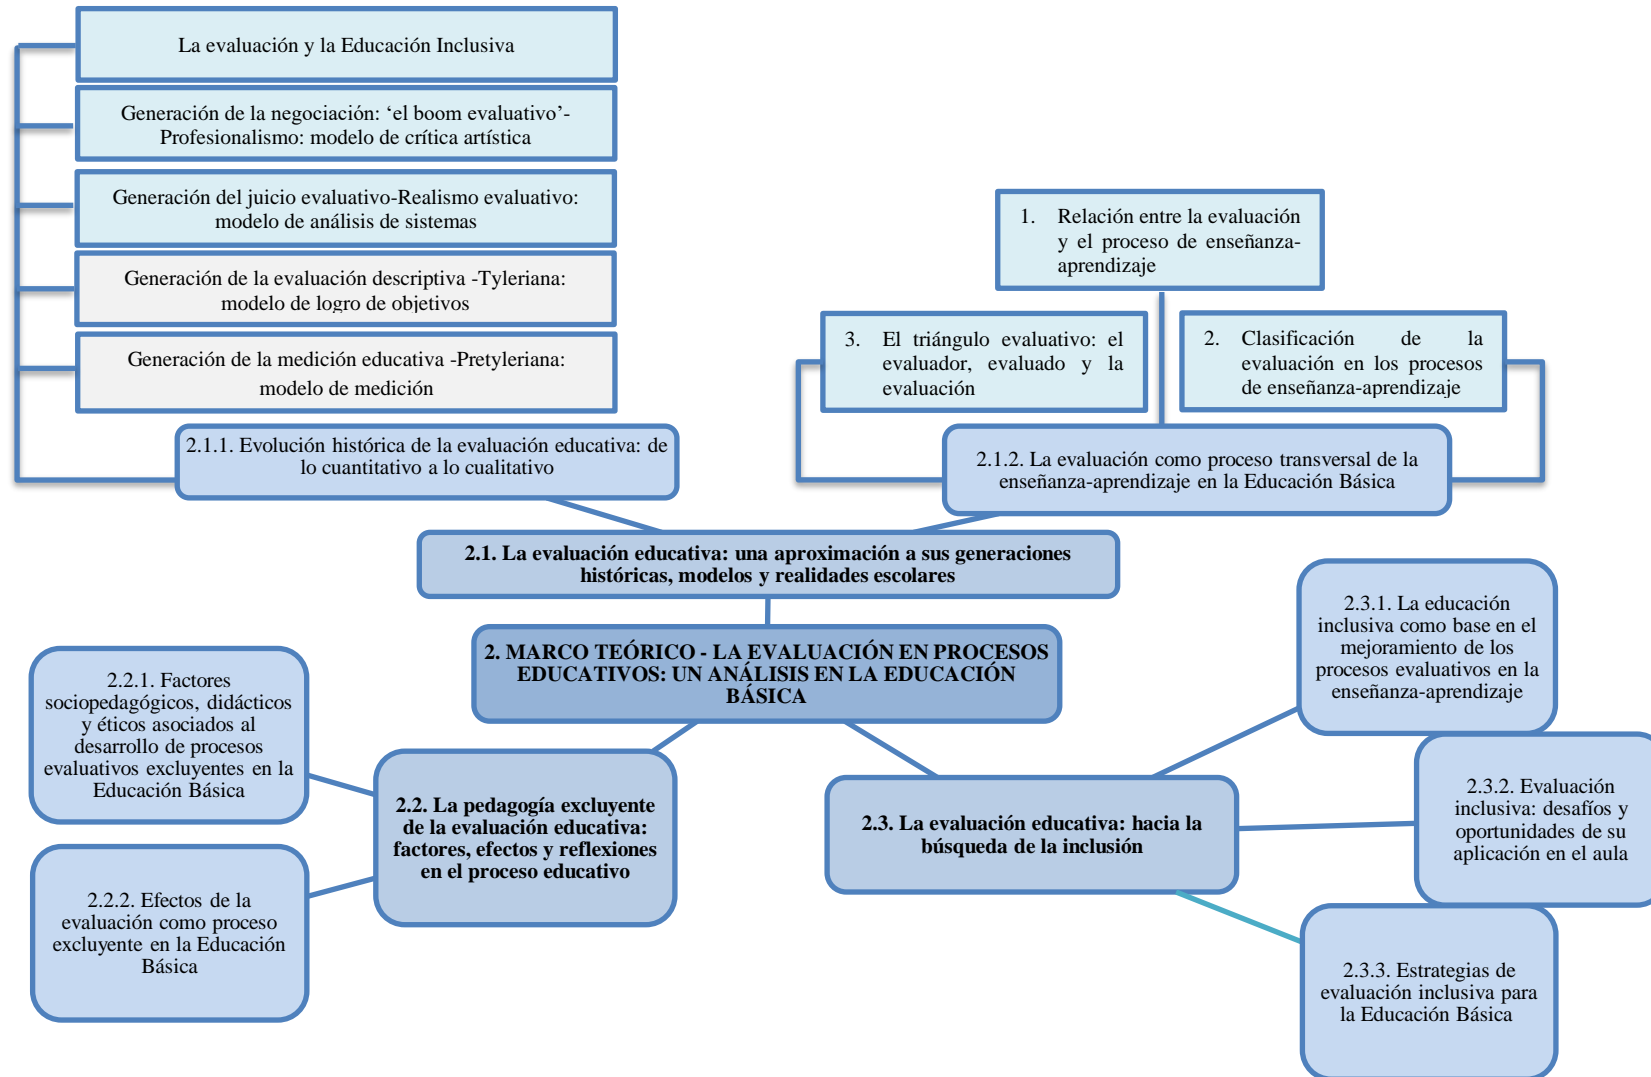 La evaluación y la Educación Inclusiva
Generación de la negociación: ‘el boom evaluativo’-
Profesionalismo: modelo de crítica artística
Generación del juicio evaluativo-Realismo evaluativo:
modelo de análisis de sistemas
Generación de la evaluación descriptiva -Tyleriana:
modelo de logro de objetivos
Generación de la medición educativa -Pretyleriana:
modelo de medición
2.1.1. Evolución histórica de la evaluación educativa: de
lo cuantitativo a lo cualitativo
1. Relación entre la evaluación
y el proceso de enseñanza-
aprendizaje
3. El triángulo evaluativo: el
evaluador, evaluado y la
evaluación
2. Clasificación de la
evaluación en los procesos
de enseñanza-aprendizaje
2.1.2. La evaluación como proceso transversal de la
enseñanza-aprendizaje en la Educación Básica
2.1. La evaluación educativa: una aproximación a sus generaciones
históricas, modelos y realidades escolares
2. MARCO TEÓRICO - LA EVALUACIÓN EN PROCESOS
EDUCATIVOS: UN ANÁLISIS EN LA EDUCACIÓN
BÁSICA
2.2.1. Factores
sociopedagógicos, didácticos
y éticos asociados al
desarrollo de procesos
evaluativos excluyentes en la
Educación Básica
2.2.2. Efectos de la
evaluación como proceso
excluyente en la Educación
Básica
2.2. La pedagogía excluyente
de la evaluación educativa:
factores, efectos y reflexiones
en el proceso educativo
2.3. La evaluación educativa: hacia la
búsqueda de la inclusión
2.3.1. La educación
inclusiva como base en el
mejoramiento de los
procesos evaluativos en la
enseñanza-aprendizaje
2.3.2. Evaluación
inclusiva: desafíos y
oportunidades de su
aplicación en el aula
2.3.3. Estrategias de
evaluación inclusiva para
la Educación Básica